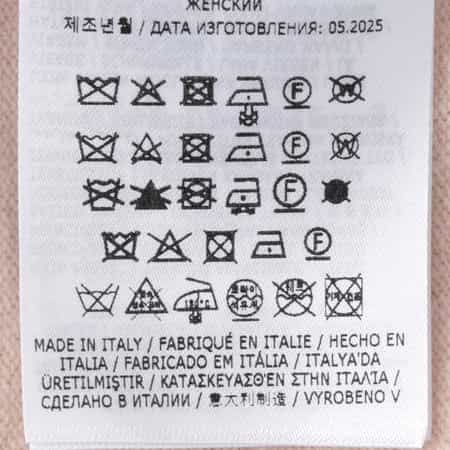 ЖЕНСКИЙ
제조년월 / ДАТА ИЗГОТОВЛЕНИЯ: 05.2025
F W
F W
F
F
MADE IN ITALY / FABRIQUÉ EN ITALIE / HECHO EN
ITALIA / FABRICADO EM ITÁLIA / ITALYA'DA
ÜRETILMIŞTIR / ΚΑΤΑΣΚΕΥΑΣΘΈΝ ΣΤΗΝ ΙΤΑΛΊΑ /
СДЕЛАНО В ИТАЛИИ / 意大利制造 / VYROBENO V